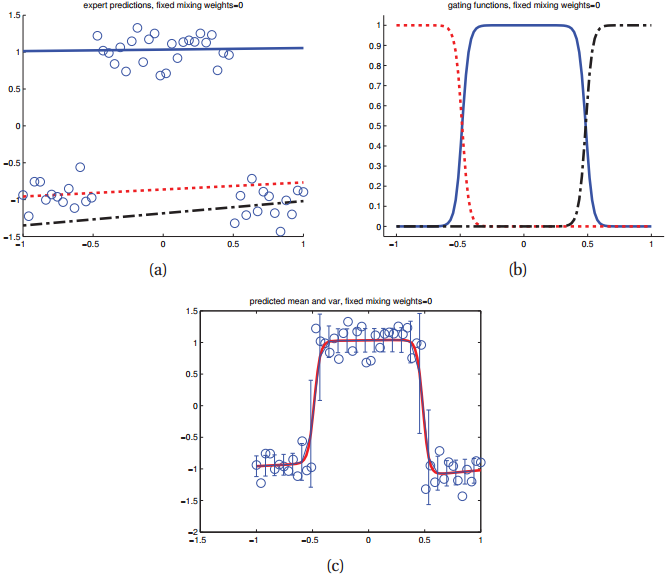 expert predictions, fixed mixing weights=0
1.5
1
0.5
0
−0.5
−1
−1.5
−1 −0.5 0 0.5 1
(a)
gating functions, fixed mixing weights=0
1
0.9
0.8
0.7
0.6
0.5
0.4
0.3
0.2
0.1
0
−1 −0.5 0 0.5 1
(b)
predicted mean and var, fixed mixing weights=0
1.5
1
0.5
0
−0.5
−1
−1.5
−2
−1.5 −1 −0.5 0 0.5 1
(c)